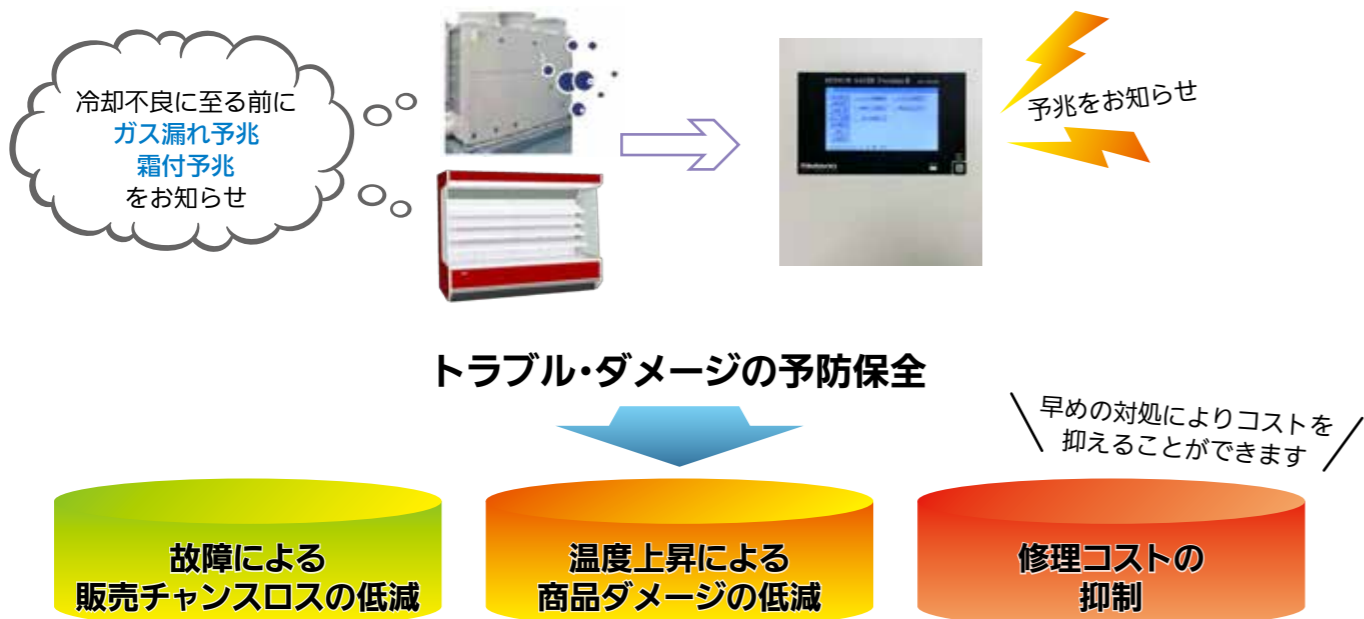 冷却不良に至る前に
ガス漏れ予兆
霜付予兆
をお知らせ
予兆をお知らせ
トラブル・ダメージの予防保全
早めの対処によりコストを
抑えることができます
故障による
販売チャンスロスの低減
温度上昇による
商品ダメージの低減
修理コストの
抑制